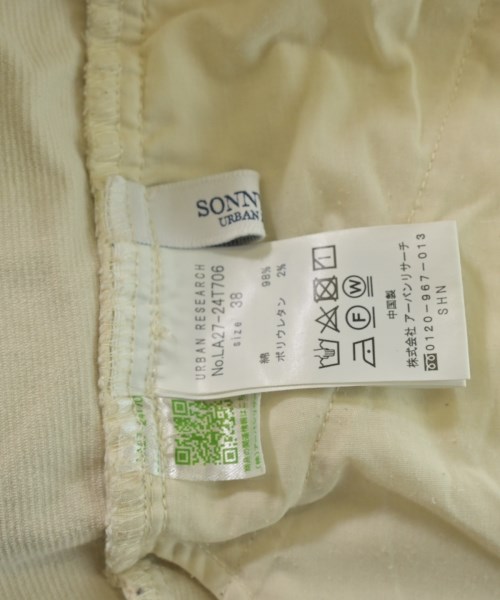 SONN
URBAN
URBAN RESEARCH
No.LA27-24T706
size 38
綿 98%
ポリウレタン 2%
中国製
株式会社 アーバンリサーチ
0120-967-013
SHN